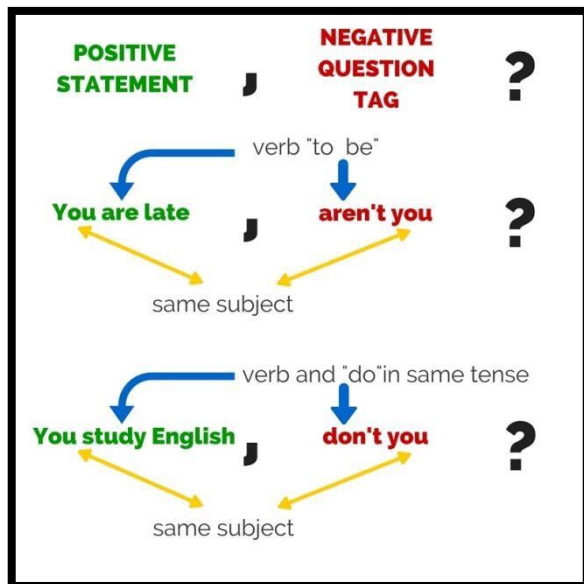 POSITIVE STATEMENT , NEGATIVE QUESTION TAG ?
verb "to be"
You are late , aren't you ?
same subject
verb and "do"in same tense
You study English , don't you ?
same subject